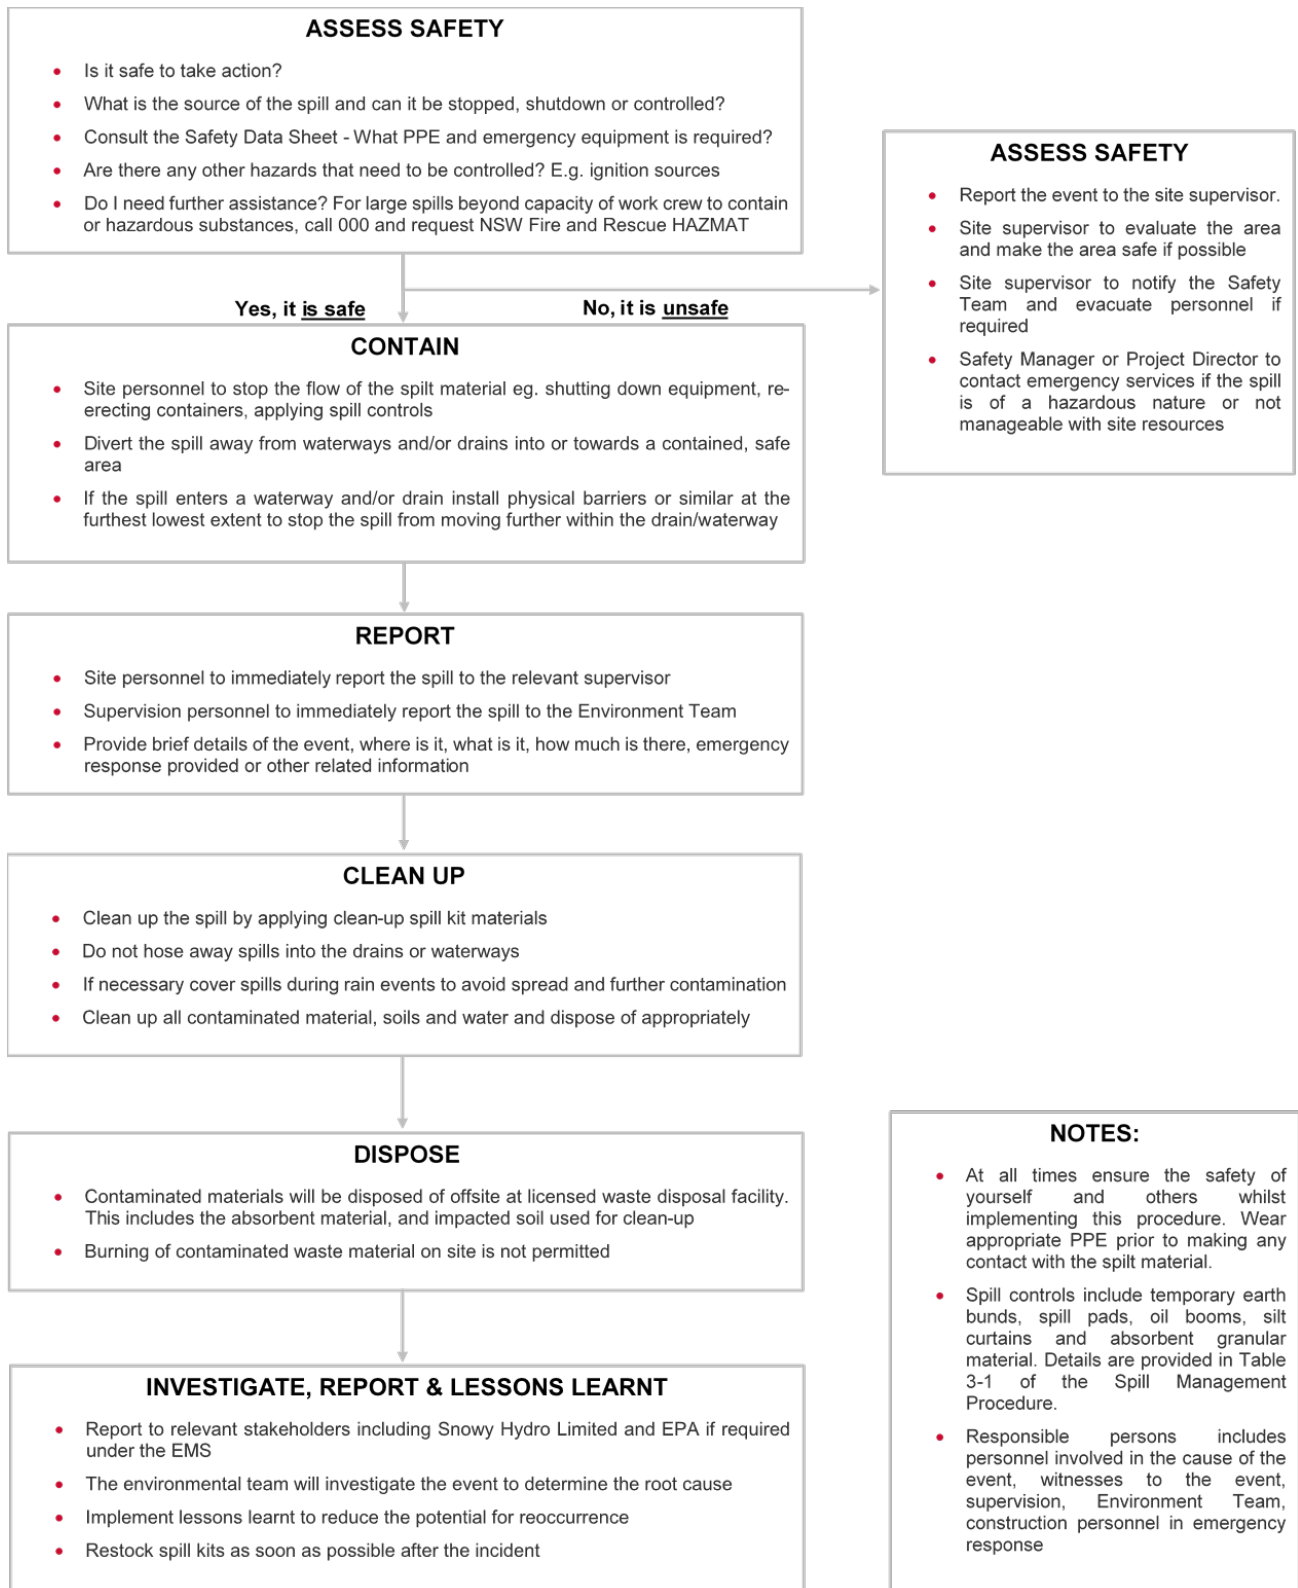 ASSESS SAFETY
• Is it safe to take action?
• What is the source of the spill and can it be stopped, shutdown or controlled?
• Consult the Safety Data Sheet - What PPE and emergency equipment is required?
• Are there any other hazards that need to be controlled? E.g. ignition sources
• Do I need further assistance? For large spills beyond capacity of work crew to contain
or hazardous substances, call 000 and request NSW Fire and Rescue HAZMAT
Yes, it is safe
No, it is unsafe
ASSESS SAFETY
• Report the event to the site supervisor.
• Site supervisor to evaluate the area
and make the area safe if possible
• Site supervisor to notify the Safety
Team and evacuate personnel if
required
• Safety Manager or Project Director to
contact emergency services if the spill
is of a hazardous nature or not
manageable with site resources
CONTAIN
• Site personnel to stop the flow of the spilt material eg. shutting down equipment, re-
erecting containers, applying spill controls
• Divert the spill away from waterways and/or drains into or towards a contained, safe
area
• If the spill enters a waterway and/or drain install physical barriers or similar at the
furthest lowest extent to stop the spill from moving further within the drain/waterway
REPORT
• Site personnel to immediately report the spill to the relevant supervisor
• Supervision personnel to immediately report the spill to the Environment Team
• Provide brief details of the event, where is it, what is it, how much is there, emergency
response provided or other related information
CLEAN UP
• Clean up the spill by applying clean-up spill kit materials
• Do not hose away spills into the drains or waterways
• If necessary cover spills during rain events to avoid spread and further contamination
• Clean up all contaminated material, soils and water and dispose of appropriately
DISPOSE
• Contaminated materials will be disposed of offsite at licensed waste disposal facility.
This includes the absorbent material, and impacted soil used for clean-up
• Burning of contaminated waste material on site is not permitted
INVESTIGATE, REPORT & LESSONS LEARNT
• Report to relevant stakeholders including Snowy Hydro Limited and EPA if required
under the EMS
• The environmental team will investigate the event to determine the root cause
• Implement lessons learnt to reduce the potential for reoccurrence
• Restock spill kits as soon as possible after the incident
NOTES:
• At all times ensure the safety of
yourself and others whilst
implementing this procedure. Wear
appropriate PPE prior to making any
contact with the spilt material.
• Spill controls include temporary earth
bunds, spill pads, oil booms, silt
curtains and absorbent granular
material. Details are provided in Table
3-1 of the Spill Management
Procedure.
• Responsible persons includes
personnel involved in the cause of the
event, witnesses to the event,
supervision, Environment Team,
construction personnel in emergency
response